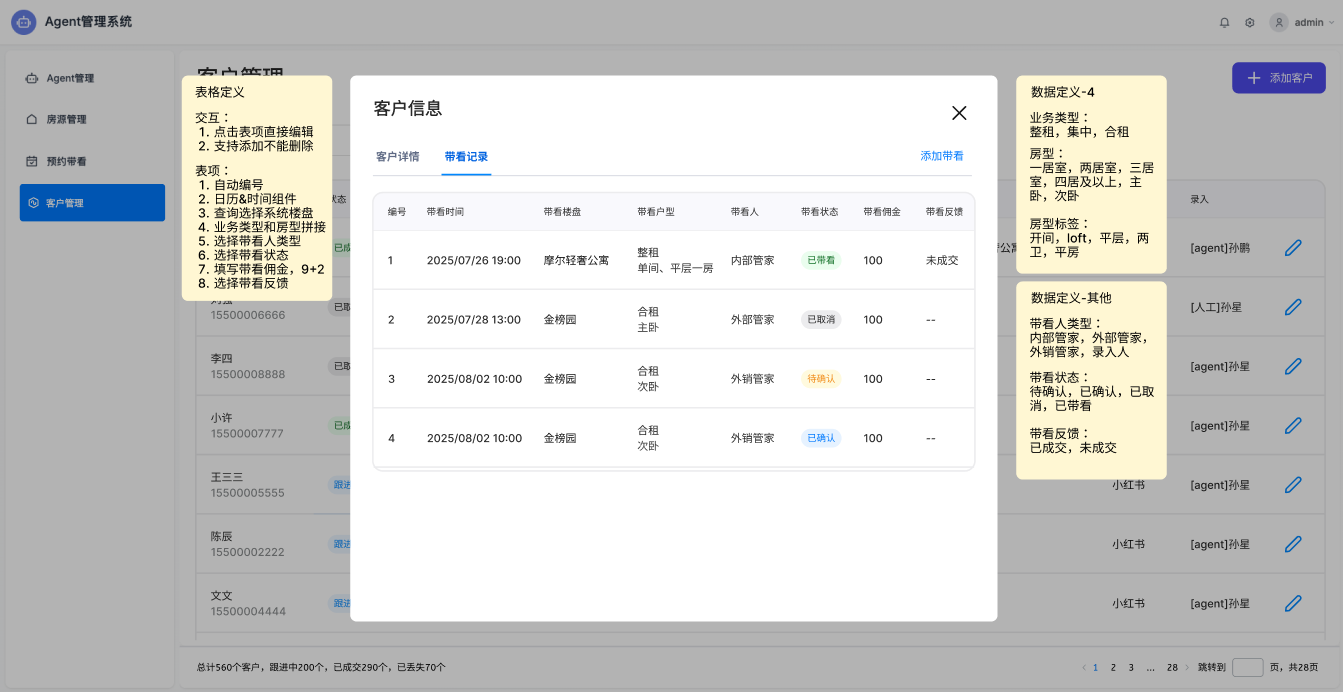 Agent管理系统
admin
Agent管理
房源管理
预约带看
客户管理
客户管理
添加客户
表格定义
交互：
1. 点击表项直接编辑
2. 支持添加不能删除
表项：
1. 自动编号
2. 日历&时间组件
3. 查询选择系统楼盘
4. 业务类型和房型拼接
5. 选择带看人类型
6. 选择带看状态
7. 填写带看佣金，9+2
8. 选择带看反馈
客户信息
客户详情
带看记录
添加带看
编号 带看时间 带看楼盘 带看户型 带看人 带看状态 带看佣金 带看反馈
1 2025/07/26 19:00 摩尔轻奢公寓 整租 内部管家 已带看 100 未成交
单间、平层一房
2 2025/07/28 13:00 金榜园 合租 外部管家 已取消 100 --
主卧
3 2025/08/02 10:00 金榜园 合租 外销管家 待确认 100 --
次卧
4 2025/08/02 10:00 金榜园 合租 外销管家 已确认 100 --
次卧
数据定义-4
业务类型：
整租，集中，合租
房型：
一居室，两居室，三居
室，四居及以上，主
卧，次卧
房型标签：
开间，loft，平层，两
卫，平房
数据定义-其他
带看人类型：
内部管家，外部管家，
外销管家，录入人
带看状态：
待确认，已确认，已取
消，已带看
带看反馈：
已成交，未成交
状态
录入
已成
公寓
[agent]孙鹏
已取
15500006666
[人工]孙星
李四
15500008888
已取
[agent]孙星
小许
15500007777
已成
[agent]孙星
王三三
15500005555
跟进
小红书
[agent]孙星
陈辰
15500002222
跟进
小红书
[agent]孙星
文文
15500004444
跟进
小红书
[agent]孙星
总计560个客户，跟进中200个，已成交290个，已丢失70个
1 2 3 ... 28 跳转到 页，共28页